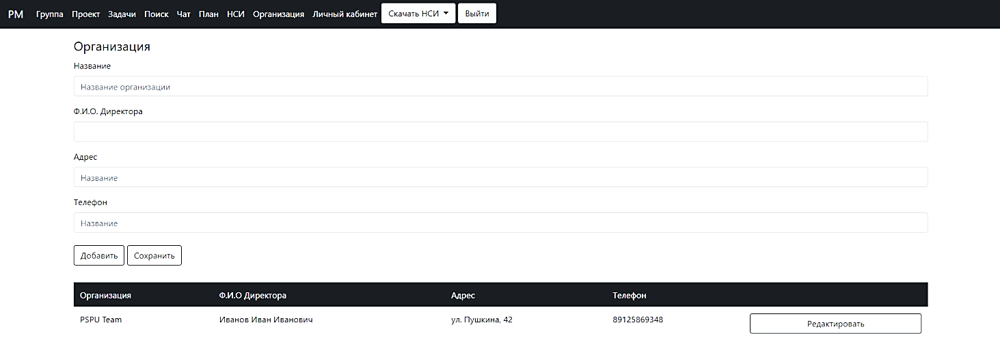 PM Группа Проект Задачи Поиск Чат План НСИ Организация Личный кабинет Скачать НСИ Выйти
Организация
Название
Название организации
Ф.И.О. Директора
Адрес
Название
Телефон
Название
Добавить Сохранить
Организация Ф.И.О Директора Адрес Телефон
PSPU Team Иванов Иван Иванович ул. Пушкина, 42 89125869348 Редактировать